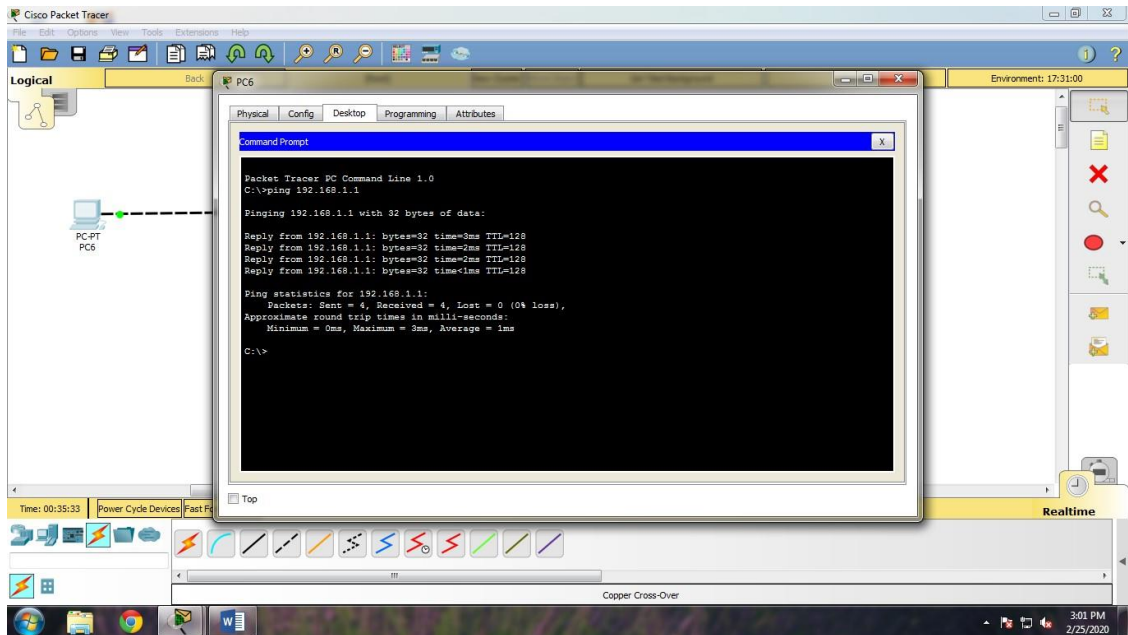 Cisco Packet Tracer
File Edit Options View Tools Extensions Help
Logical
Back
Environment: 17:31:00
PC6
Physical Config Desktop Programming Attributes
Command Prompt
X
Packet Tracer PC Command Line 1.0
C:\>ping 192.168.1.1
Pinging 192.168.1.1 with 32 bytes of data:
Reply from 192.168.1.1: bytes=32 time=3ms TTL=128
Reply from 192.168.1.1: bytes=32 time=2ms TTL=128
Reply from 192.168.1.1: bytes=32 time=2ms TTL=128
Reply from 192.168.1.1: bytes=32 time<1ms TTL=128
Ping statistics for 192.168.1.1:
Packets: Sent = 4, Received = 4, Lost = 0 (0% loss),
Approximate round trip times in milli-seconds:
Minimum = 0ms, Maximum = 3ms, Average = 1ms
C:\>
PC-PT
PC6
Top
Time: 00:35:33 Power Cycle Devices Fast Fo
Realtime
Copper Cross-Over
3:01 PM
2/25/2020